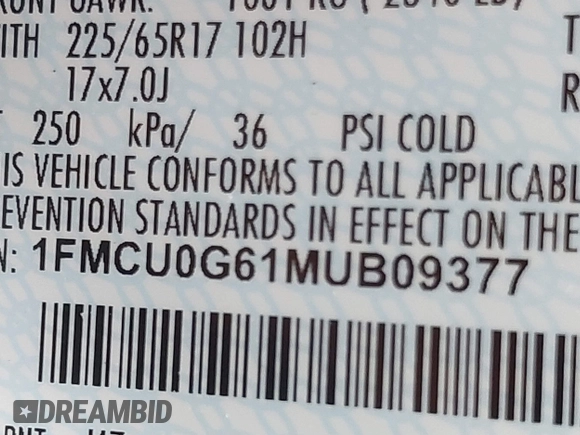 225/65R17 102H
17x7.0J
250 kPa/ 36 PSI COLD
IS VEHICLE CONFORMS TO ALL APPLICABL
EVENTION STANDARDS IN EFFECT ON THE
N: 1FMCU0G61MUB09377
DREAMBID